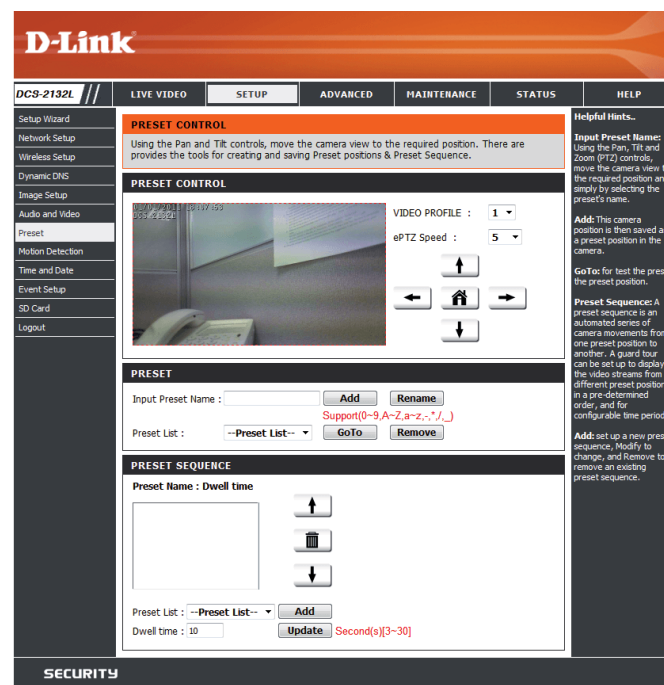 D-Link
DCS-2132L
LIVE VIDEO
SETUP
ADVANCED
MAINTENANCE
STATUS
HELP
Setup Wizard
Network Setup
Wireless Setup
Dynamic DNS
Image Setup
Audio and Video
Preset
Motion Detection
Time and Date
Event Setup
SD Card
Logout
PRESET CONTROL
Using the Pan and Tilt controls, move the camera view to the required position. There are
provides the tools for creating and saving Preset positions & Preset Sequence.
PRESET CONTROL
VIDEO PROFILE : 1
ePTZ Speed : 5
PRESET
Input Preset Name : Add Rename
Support(0~9,A~Z,a~z,-,*,/,_)
Preset List : --Preset List-- GoTo Remove
PRESET SEQUENCE
Preset Name : Dwell time
Preset List : --Preset List-- Add
Dwell time : 10 Update Second(s)[3~30]
Helpful Hints..
Input Preset Name:
Using the Pan, Tilt and
Zoom (PTZ) controls,
move the camera view t
the required position an
simply by selecting the
preset's name.
Add: This camera
position is then saved a
a preset position in the
camera.
GoTo: for test the pres
the preset position.
Preset Sequence: A
preset sequence is an
automated series of
camera movements from
one preset position to
another. A guard tour
can be set up to display
the video streams from
different preset position
in a pre-determined
order, and for
configurable time period
Add: set up a new pres
sequence, Modify to
change, and Remove to
remove an existing
preset sequence.
SECURITY